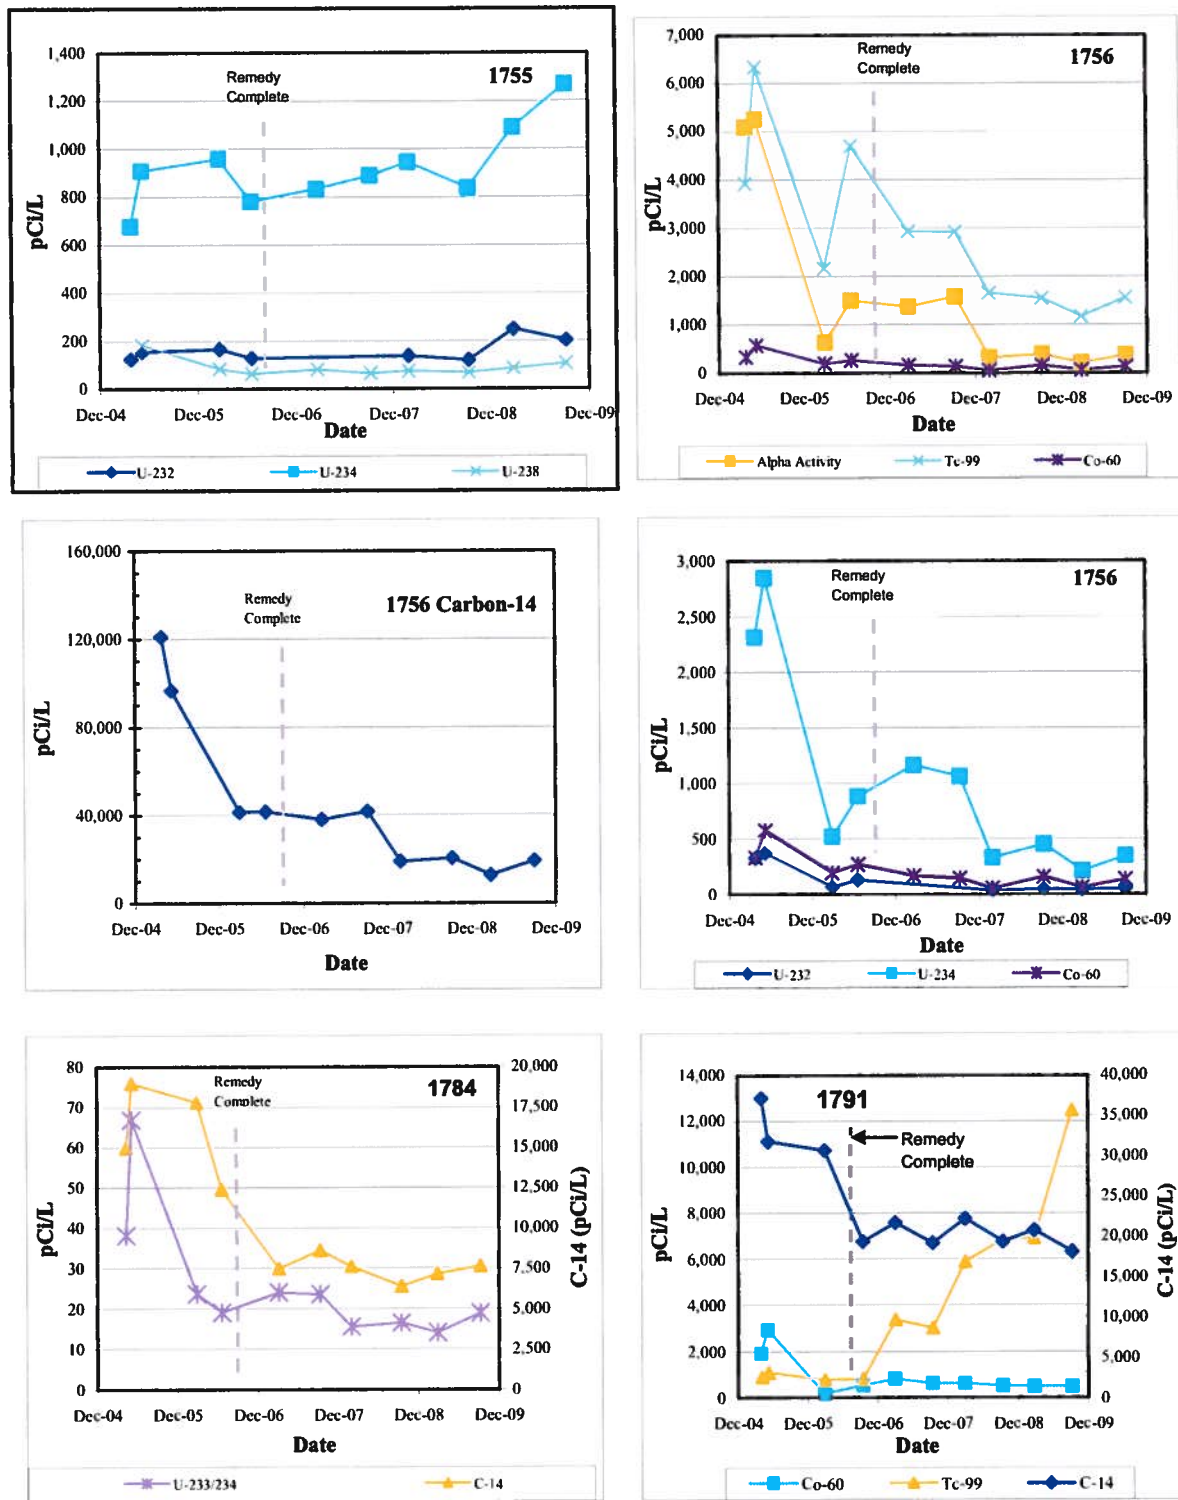 1,400
1,200
1,000
800
600
400
200
0
pCi/L
Remedy
Complete
1755
Dec-04 Dec-05 Dec-06 Dec-07 Dec-08 Dec-09
Date
U-232 U-234 U-238
7,000
6,000
5,000
4,000
3,000
2,000
1,000
0
pCi/L
Remedy
Complete
1756
Dec-04 Dec-05 Dec-06 Dec-07 Dec-08 Dec-09
Date
Alpha Activity Tc-99 Co-60
160,000
120,000
80,000
40,000
0
pCi/L
Remedy
Complete
1756 Carbon-14
Dec-04 Dec-05 Dec-06 Dec-07 Dec-08 Dec-09
Date
3,000
2,500
2,000
1,500
1,000
500
0
pCi/L
Remedy
Complete
1756
Dec-04 Dec-05 Dec-06 Dec-07 Dec-08 Dec-09
Date
U-232 U-234 Co-60
80
70
60
50
40
30
20
10
0
pCi/L
Remedy
Complete
1784
20,000
17,500
15,000
12,500
10,000
7,500
5,000
2,500
0
C-14 (pCi/L)
Dec-04 Dec-05 Dec-06 Dec-07 Dec-08 Dec-09
Date
U-233/234 C-14
14,000
12,000
10,000
8,000
6,000
4,000
2,000
0
pCi/L
1791
Remedy
Complete
40,000
35,000
30,000
25,000
20,000
15,000
10,000
5,000
0
C-14 (pCi/L)
Dec-04 Dec-05 Dec-06 Dec-07 Dec-08 Dec-09
Date
Co-60 Tc-99 C-14